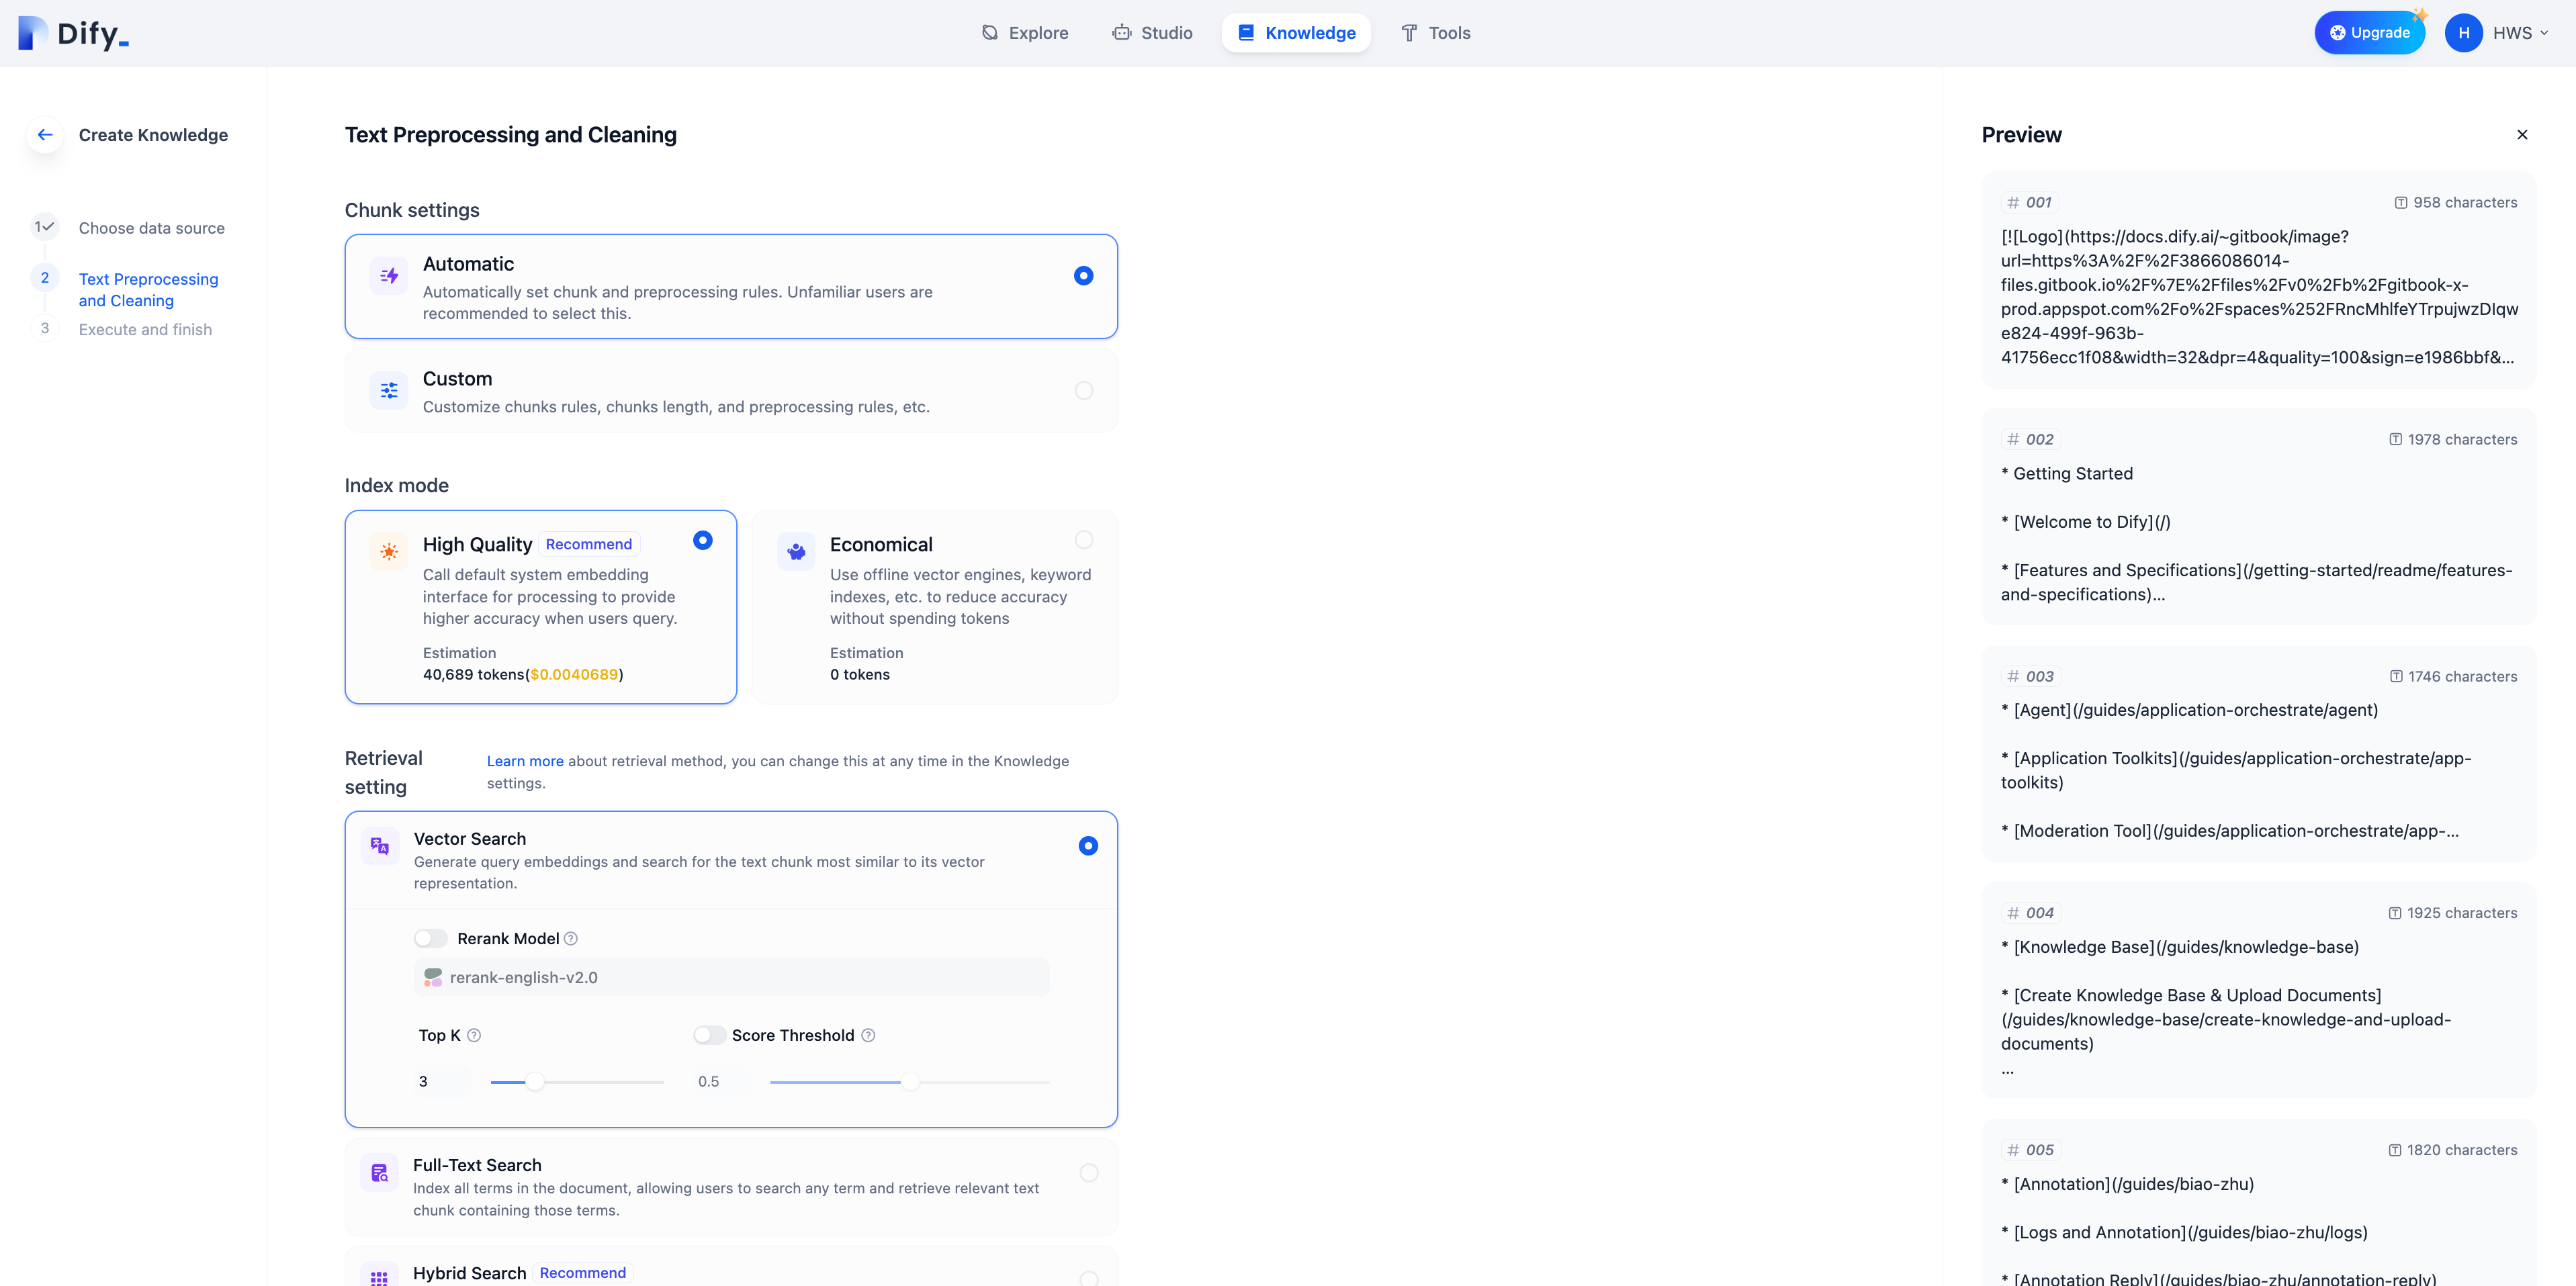 Dify_
Explore
Studio
Knowledge
Tools
Upgrade
H
HWS
Create Knowledge
1
Choose data source
2
Text Preprocessing
and Cleaning
3
Execute and finish
Text Preprocessing and Cleaning
Chunk settings
Automatic
Automatically set chunk and preprocessing rules. Unfamiliar users are
recommended to select this.
Custom
Customize chunks rules, chunks length, and preprocessing rules, etc.
Index mode
High Quality Recommend
Call default system embedding
interface for processing to provide
higher accuracy when users query.
Estimation
40,689 tokens($0.0040689)
Economical
Use offline vector engines, keyword
indexes, etc. to reduce accuracy
without spending tokens
Estimation
0 tokens
Retrieval
setting
Learn more about retrieval method, you can change this at any time in the Knowledge
settings.
Vector Search
Generate query embeddings and search for the text chunk most similar to its vector
representation.
Rerank Model
rerank-english-v2.0
Top K
Score Threshold
3
0.5
Full-Text Search
Index all terms in the document, allowing users to search any term and retrieve relevant text
chunk containing those terms.
Hybrid Search Recommend
Preview
# 001
958 characters
[![Logo](https://docs.dify.ai/~gitbook/image?
url=https%3A%2F%2F3866086014-
files.gitbook.io%2F%7E%2Ffiles%2Fv0%2Fb%2Fgitbook-x-
prod.appspot.com%2Fo%2Fspaces%252FRncMhlfeYTrpujwzDIqw
e824-499f-963b-
41756ecc1f08&width=32&dpr=4&quality=100&sign=e1986bbf&...
# 002
1978 characters
* Getting Started
* [Welcome to Dify](/)
* [Features and Specifications](/getting-started/readme/features-
and-specifications)...
# 003
1746 characters
* [Agent](/guides/application-orchestrate/agent)
* [Application Toolkits](/guides/application-orchestrate/app-
toolkits)
* [Moderation Tool](/guides/application-orchestrate/app-...
# 004
1925 characters
* [Knowledge Base](/guides/knowledge-base)
* [Create Knowledge Base & Upload Documents]
(/guides/knowledge-base/create-knowledge-and-upload-
documents)
...
# 005
1820 characters
* [Annotation](/guides/biao-zhu)
* [Logs and Annotation](/guides/biao-zhu/logs)
* [Annotation Reply](/guides/biao-zhu/annotation-reply)